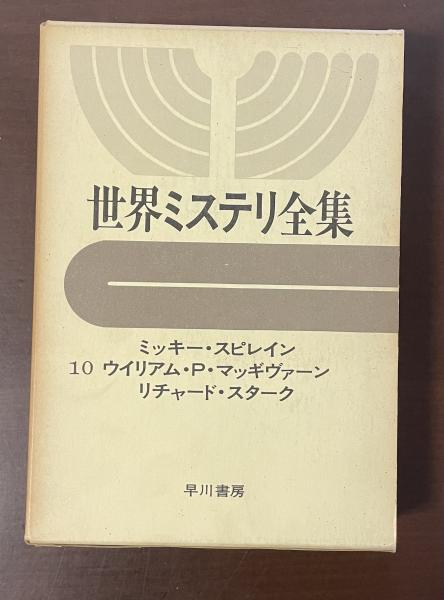 世界ミステリ全集
ミッキー・スピレイン
10 ウイリアム・P・マッギヴァーン
リチャード・スターク
早川書房